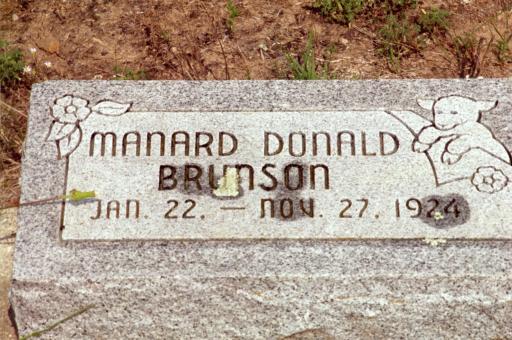 MANARD DONALD
BRUNSON
JAN. 22. — NOV. 27. 1924